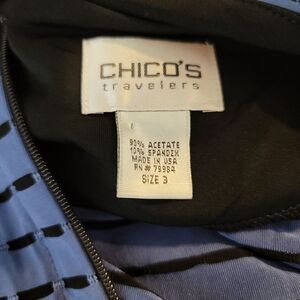 CHICO'S
travelers
90% ACETATE
10% SPANDEX
MADE IN USA
RN# 79984
SIZE 3